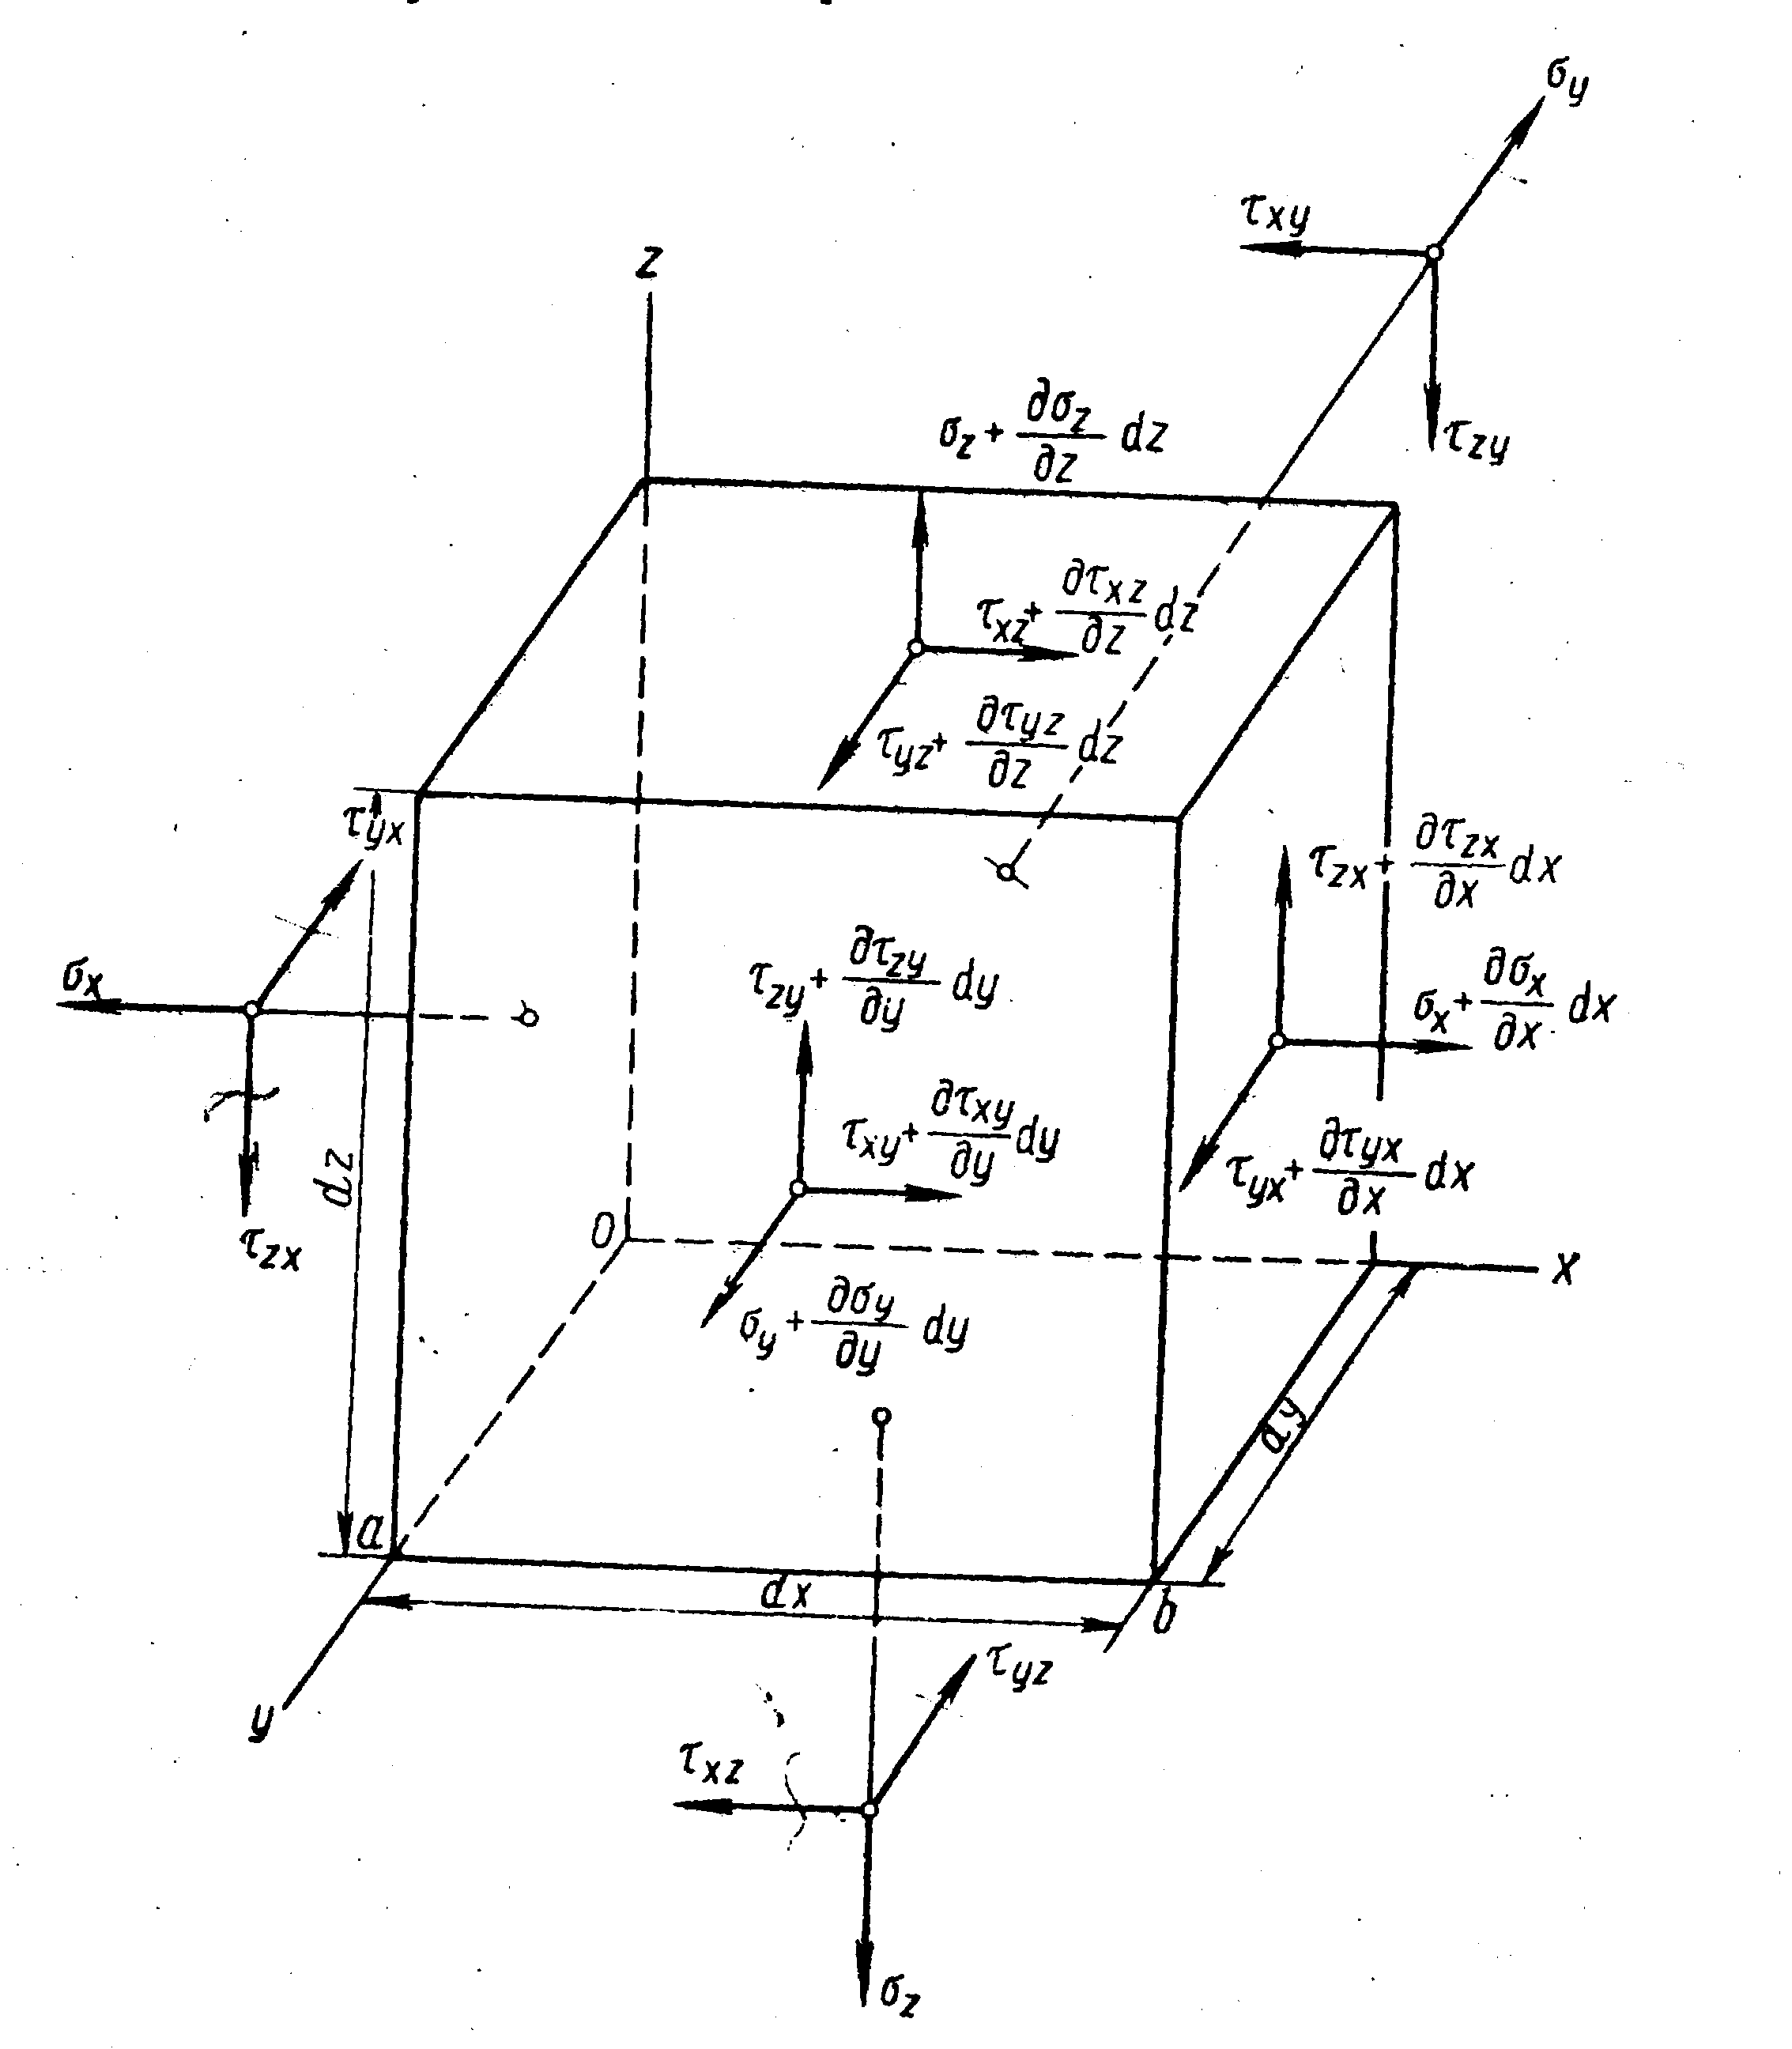 σy
τxy
z
τzy
σz + ∂σz/∂z dz
τxz + ∂τxz/∂z dz
τyz + ∂τyz/∂z dz
τyx
τzx + ∂τzx/∂x dx
σx
τzy + ∂τzy/∂y dy
σx + ∂σx/∂x dx
τxy + ∂τxy/∂y dy
dz
τyx + ∂τyx/∂x dx
τzx
0
x
σy + ∂σy/∂y dy
dy
a
dx
b
τyz
y
τxz
σz